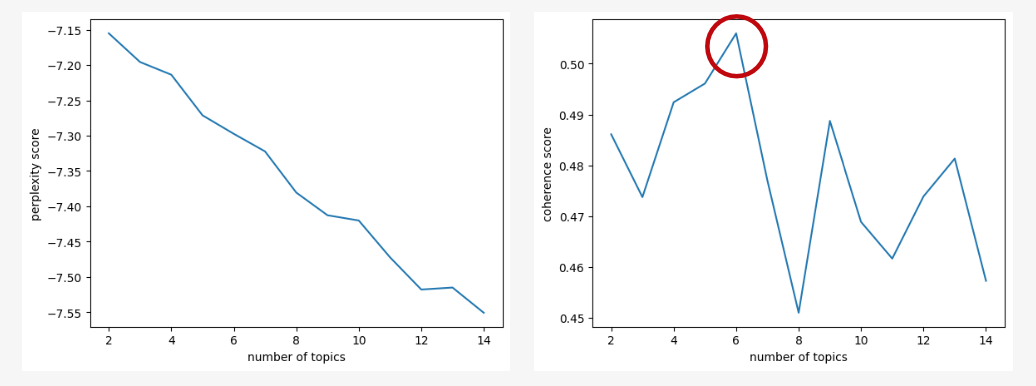 perplexity score
−7.15
−7.20
−7.25
−7.30
−7.35
−7.40
−7.45
−7.50
−7.55
2 4 6 8 10 12 14
number of topics
coherence score
0.50
0.49
0.48
0.47
0.46
0.45
2 4 6 8 10 12 14
number of topics